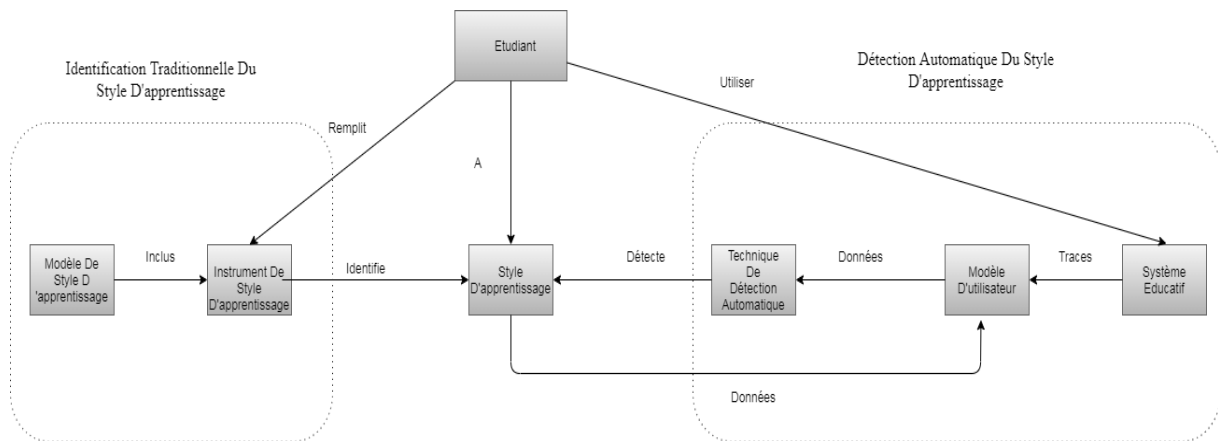 Etudiant
Identification Traditionnelle Du
Style D'apprentissage
Détection Automatique Du Style
D'apprentissage
Utiliser
Remplit
A
Modèle De
Style D
'apprentissage
Inclus
Instrument De
Style
D'apprentissage
Identifie
Style
D'apprentissage
Détecte
Technique
De
Détection
Automatique
Données
Modèle
D'utilisateur
Traces
Système
Educatif
Données